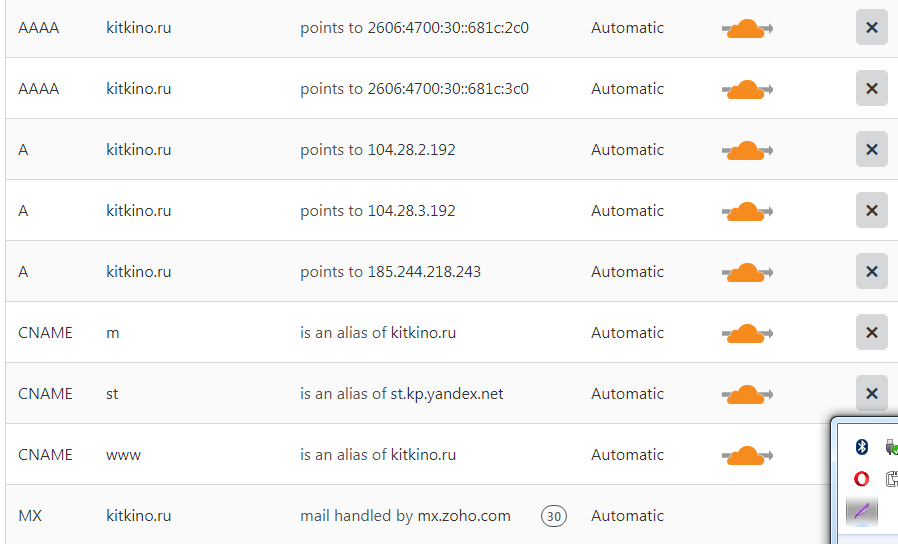 AAAA kitkino.ru points to 2606:4700:30::681c:2c0 Automatic
AAAA kitkino.ru points to 2606:4700:30::681c:3c0 Automatic
A kitkino.ru points to 104.28.2.192 Automatic
A kitkino.ru points to 104.28.3.192 Automatic
A kitkino.ru points to 185.244.218.243 Automatic
CNAME m is an alias of kitkino.ru Automatic
CNAME st is an alias of st.kp.yandex.net Automatic
CNAME www is an alias of kitkino.ru Automatic
MX kitkino.ru mail handled by mx.zoho.com 30 Automatic